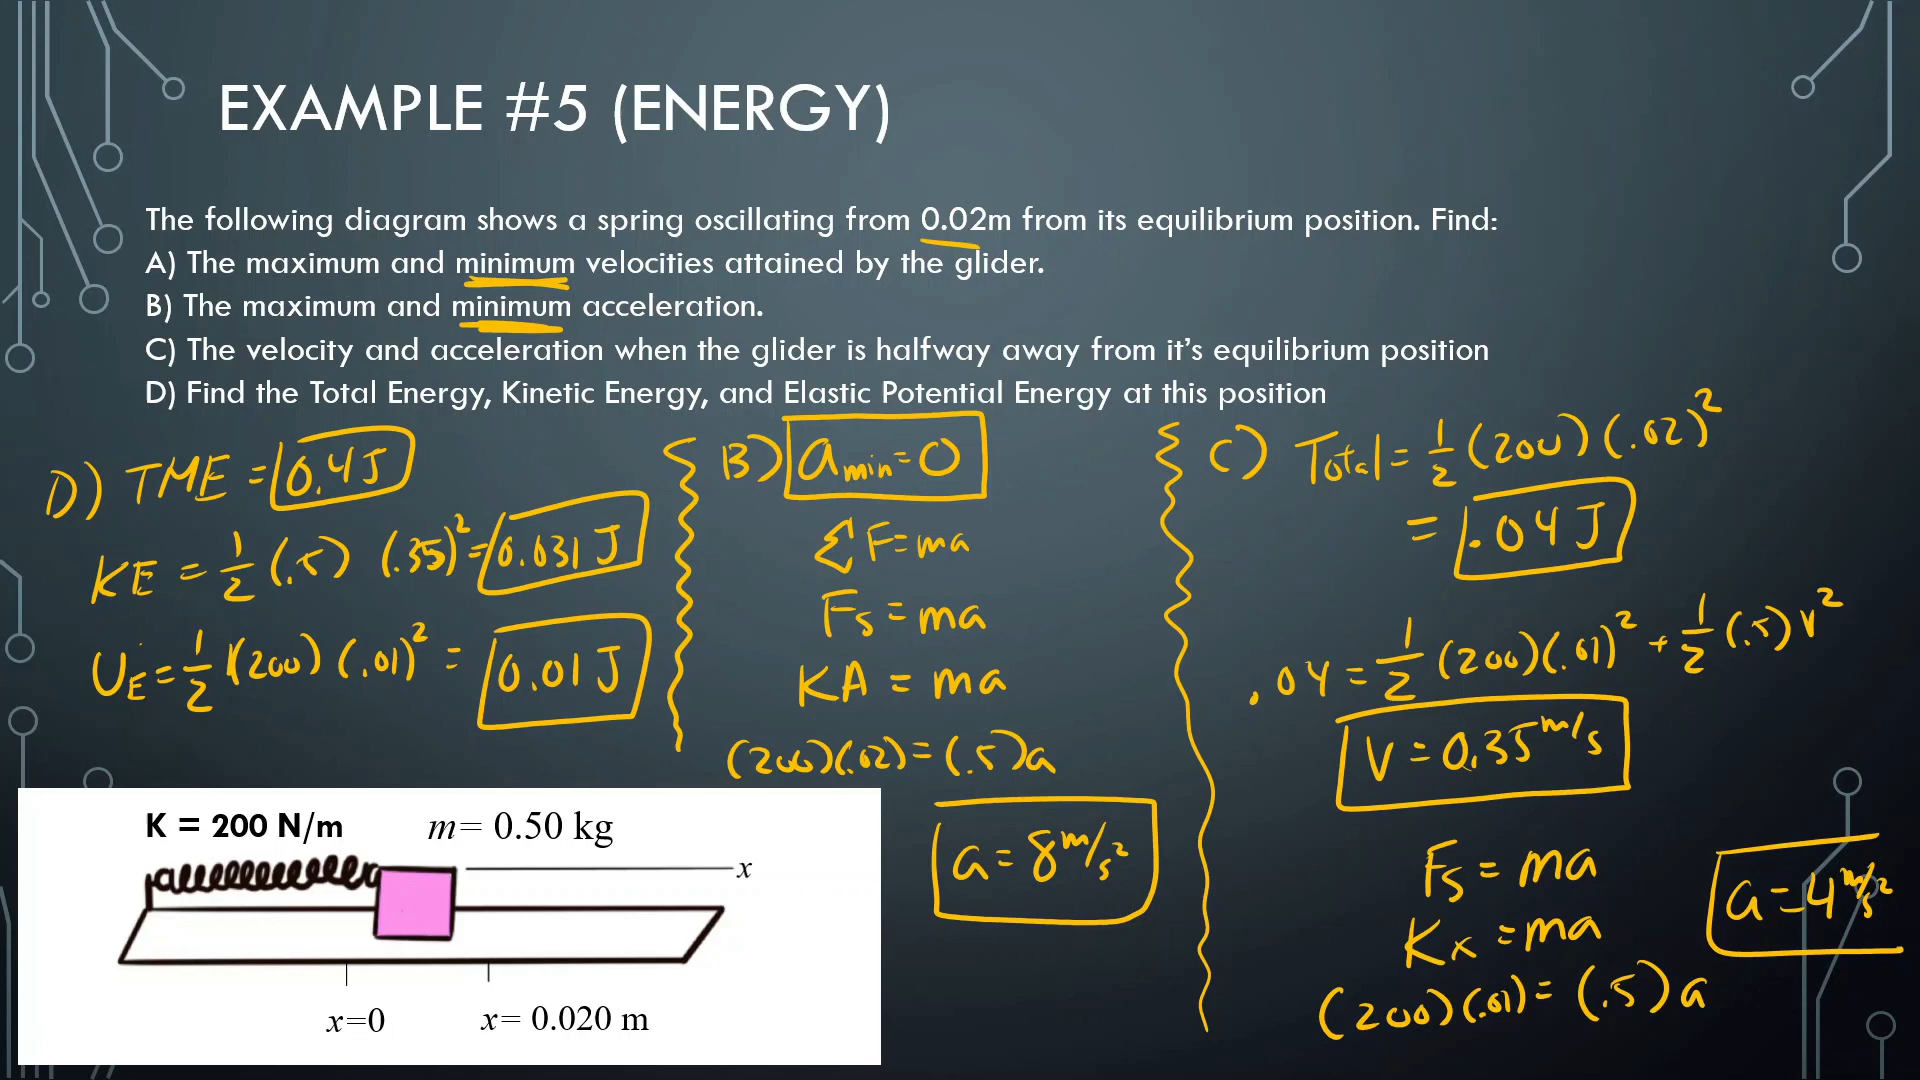 EXAMPLE #5 (ENERGY)
The following diagram shows a spring oscillating from 0.02m from its equilibrium position. Find:
A) The maximum and minimum velocities attained by the glider.
B) The maximum and minimum acceleration.
C) The velocity and acceleration when the glider is halfway away from it's equilibrium position
D) Find the Total Energy, Kinetic Energy, and Elastic Potential Energy at this position
D) TME = 0.4J
KE = 1/2 (.5) (.35)² = 0.031 J
UE = 1/2 (200) (.01)² = 0.01 J
B) amin = 0
ΣF = ma
Fs = ma
KA = ma
(200)(.02) = (.5)a
a = 8 m/s²
C) Total = 1/2 (200) (.02)²
= .04 J
.04 = 1/2 (200)(.01)² + 1/2 (.5) v²
V = 0.35 m/s
Fs = ma
Kx = ma
(200)(.01) = (.5)a
a = 4 m/s²
K = 200 N/m
m= 0.50 kg
x
x=0
x= 0.020 m